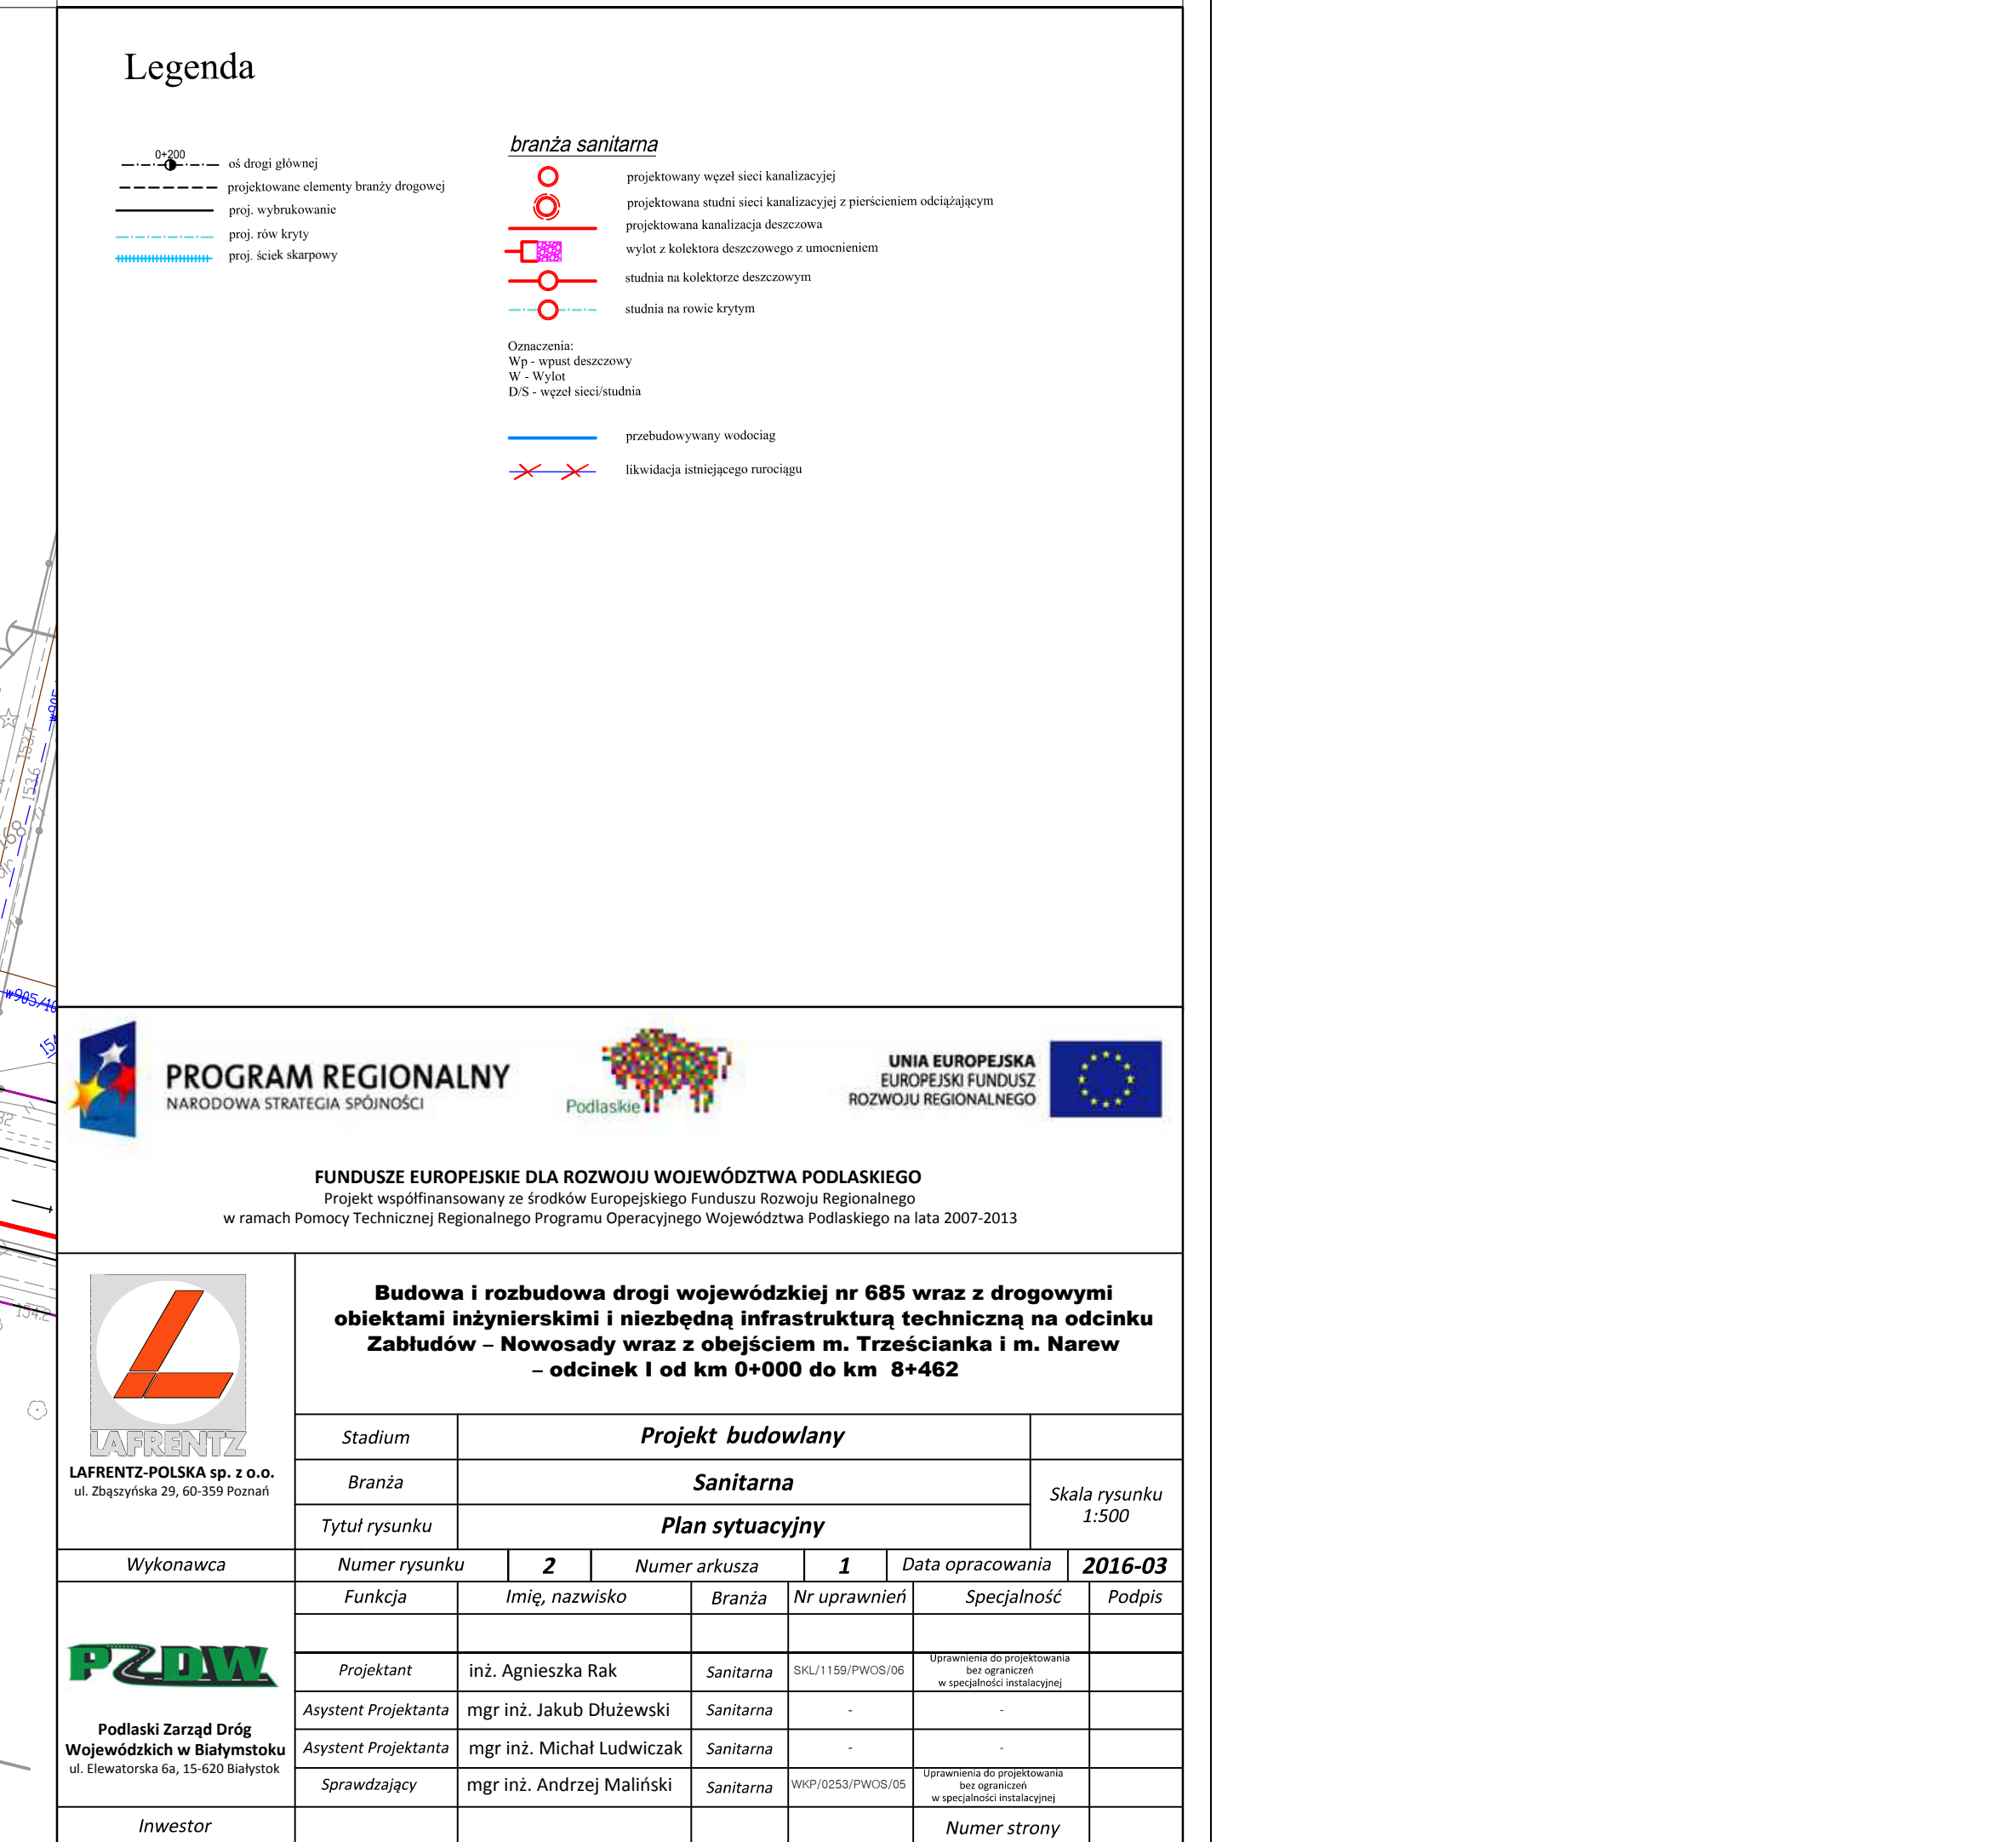 Legenda
0+200
oś drogi głównej
projektowane elementy branży drogowej
proj. wybrukowanie
proj. rów kryty
proj. ściek skarpowy
branża sanitarna
projektowany węzeł sieci kanalizacyjej
projektowana studni sieci kanalizacyjej z pierścieniem odciążającym
projektowana kanalizacja deszczowa
wylot z kolektora deszczowego z umocnieniem
studnia na kolektorze deszczowym
studnia na rowie krytym
Oznaczenia:
Wp - wpust deszczowy
W - Wylot
D/S - węzeł sieci/studnia
przebudowywany wodociag
likwidacja istniejącego rurociągu
153.4
153.6
w905/10
PROGRAM REGIONALNY
NARODOWA STRATEGIA SPÓJNOŚCI
Podlaskie
UNIA EUROPEJSKA
EUROPEJSKI FUNDUSZ
ROZWOJU REGIONALNEGO
FUNDUSZE EUROPEJSKIE DLA ROZWOJU WOJEWÓDZTWA PODLASKIEGO
Projekt współfinansowany ze środków Europejskiego Funduszu Rozwoju Regionalnego
w ramach Pomocy Technicznej Regionalnego Programu Operacyjnego Województwa Podlaskiego na lata 2007-2013
154.2
LAFRENTZ
LAFRENTZ-POLSKA sp. z o.o.
ul. Zbąszyńska 29, 60-359 Poznań
Budowa i rozbudowa drogi wojewódzkiej nr 685 wraz z drogowymi
obiektami inżynierskimi i niezbędną infrastrukturą techniczną na odcinku
Zabłudów – Nowosady wraz z obejściem m. Trześcianka i m. Narew
– odcinek I od km 0+000 do km 8+462
Stadium
Projekt budowlany
Branża
Sanitarna
Skala rysunku
1:500
Tytuł rysunku
Plan sytuacyjny
Wykonawca
Numer rysunku
2
Numer arkusza
1
Data opracowania
2016-03
Funkcja
Imię, nazwisko
Branża
Nr uprawnień
Specjalność
Podpis
PZDW
Podlaski Zarząd Dróg
Wojewódzkich w Białymstoku
ul. Elewatorska 6a, 15-620 Białystok
Projektant
inż. Agnieszka Rak
Sanitarna
SKL/1159/PWOS/06
Uprawnienia do projektowania
bez ograniczeń
w specjalności instalacyjnej
Asystent Projektanta
mgr inż. Jakub Dłużewski
Sanitarna
-
-
Asystent Projektanta
mgr inż. Michał Ludwiczak
Sanitarna
-
-
Sprawdzający
mgr inż. Andrzej Maliński
Sanitarna
WKP/0253/PWOS/05
Uprawnienia do projektowania
bez ograniczeń
w specjalności instalacyjnej
Inwestor
Numer strony